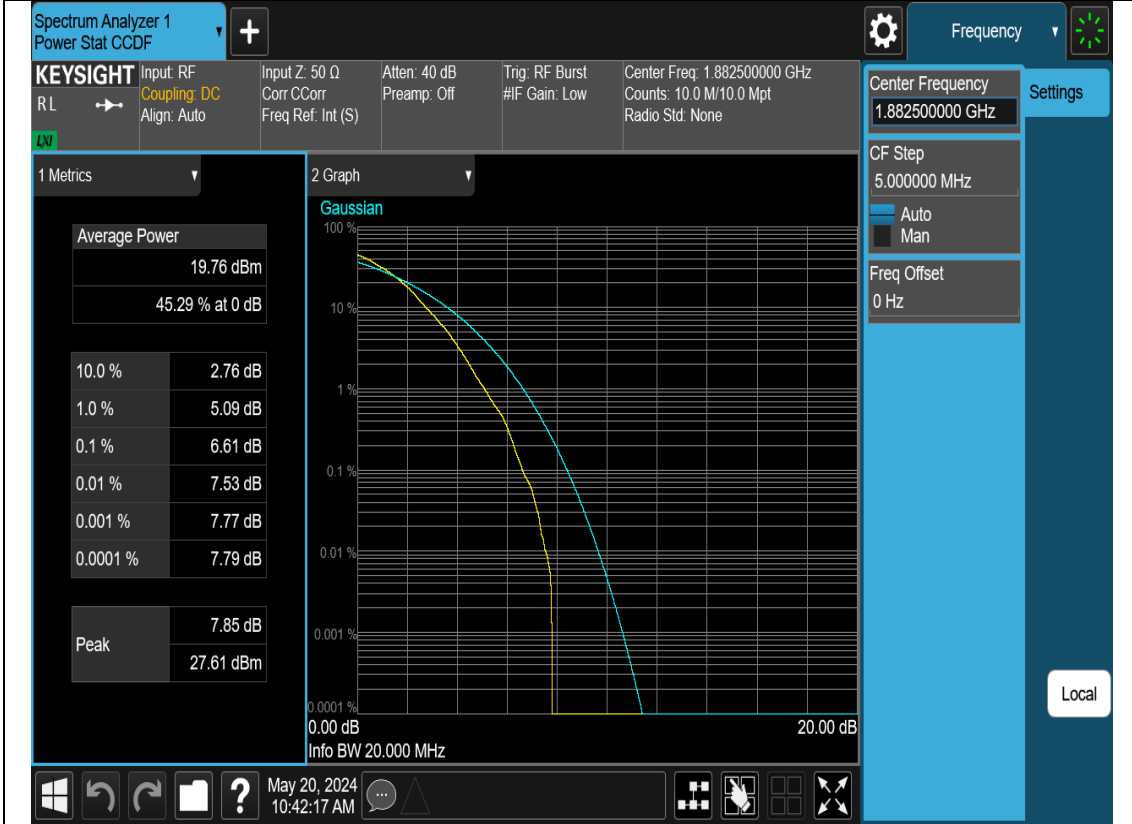 Spectrum Analyzer 1
Power Stat CCDF
Frequency
KEYSIGHT
RL
LXI
Input: RF
Coupling: DC
Align: Auto
Input Z: 50 Ω
Corr CCorr
Freq Ref: Int (S)
Atten: 40 dB
Preamp: Off
Trig: RF Burst
#IF Gain: Low
Center Freq: 1.882500000 GHz
Counts: 10.0 M/10.0 Mpt
Radio Std: None
Center Frequency
1.882500000 GHz
Settings
CF Step
5.000000 MHz
Auto
Man
Freq Offset
0 Hz
1 Metrics
Average Power
19.76 dBm
45.29 % at 0 dB
10.0 % 2.76 dB
1.0 % 5.09 dB
0.1 % 6.61 dB
0.01 % 7.53 dB
0.001 % 7.77 dB
0.0001 % 7.79 dB
Peak
7.85 dB
27.61 dBm
2 Graph
Gaussian
100 %
10 %
1 %
0.1 %
0.01 %
0.001 %
0.0001 %
0.00 dB 20.00 dB
Info BW 20.000 MHz
Local
?
May 20, 2024
10:42:17 AM